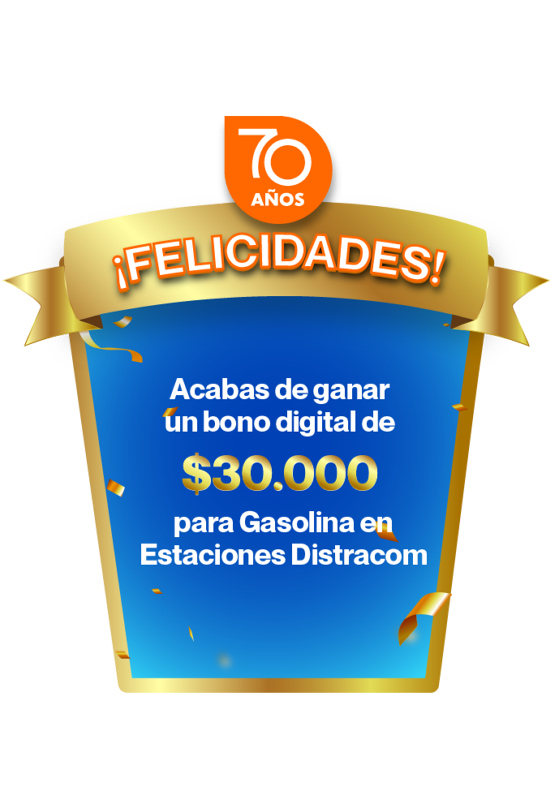 70
AÑOS
¡FELICIDADES!
Acabas de ganar
un bono digital de
$30.000
para Gasolina en
Estaciones Distracom